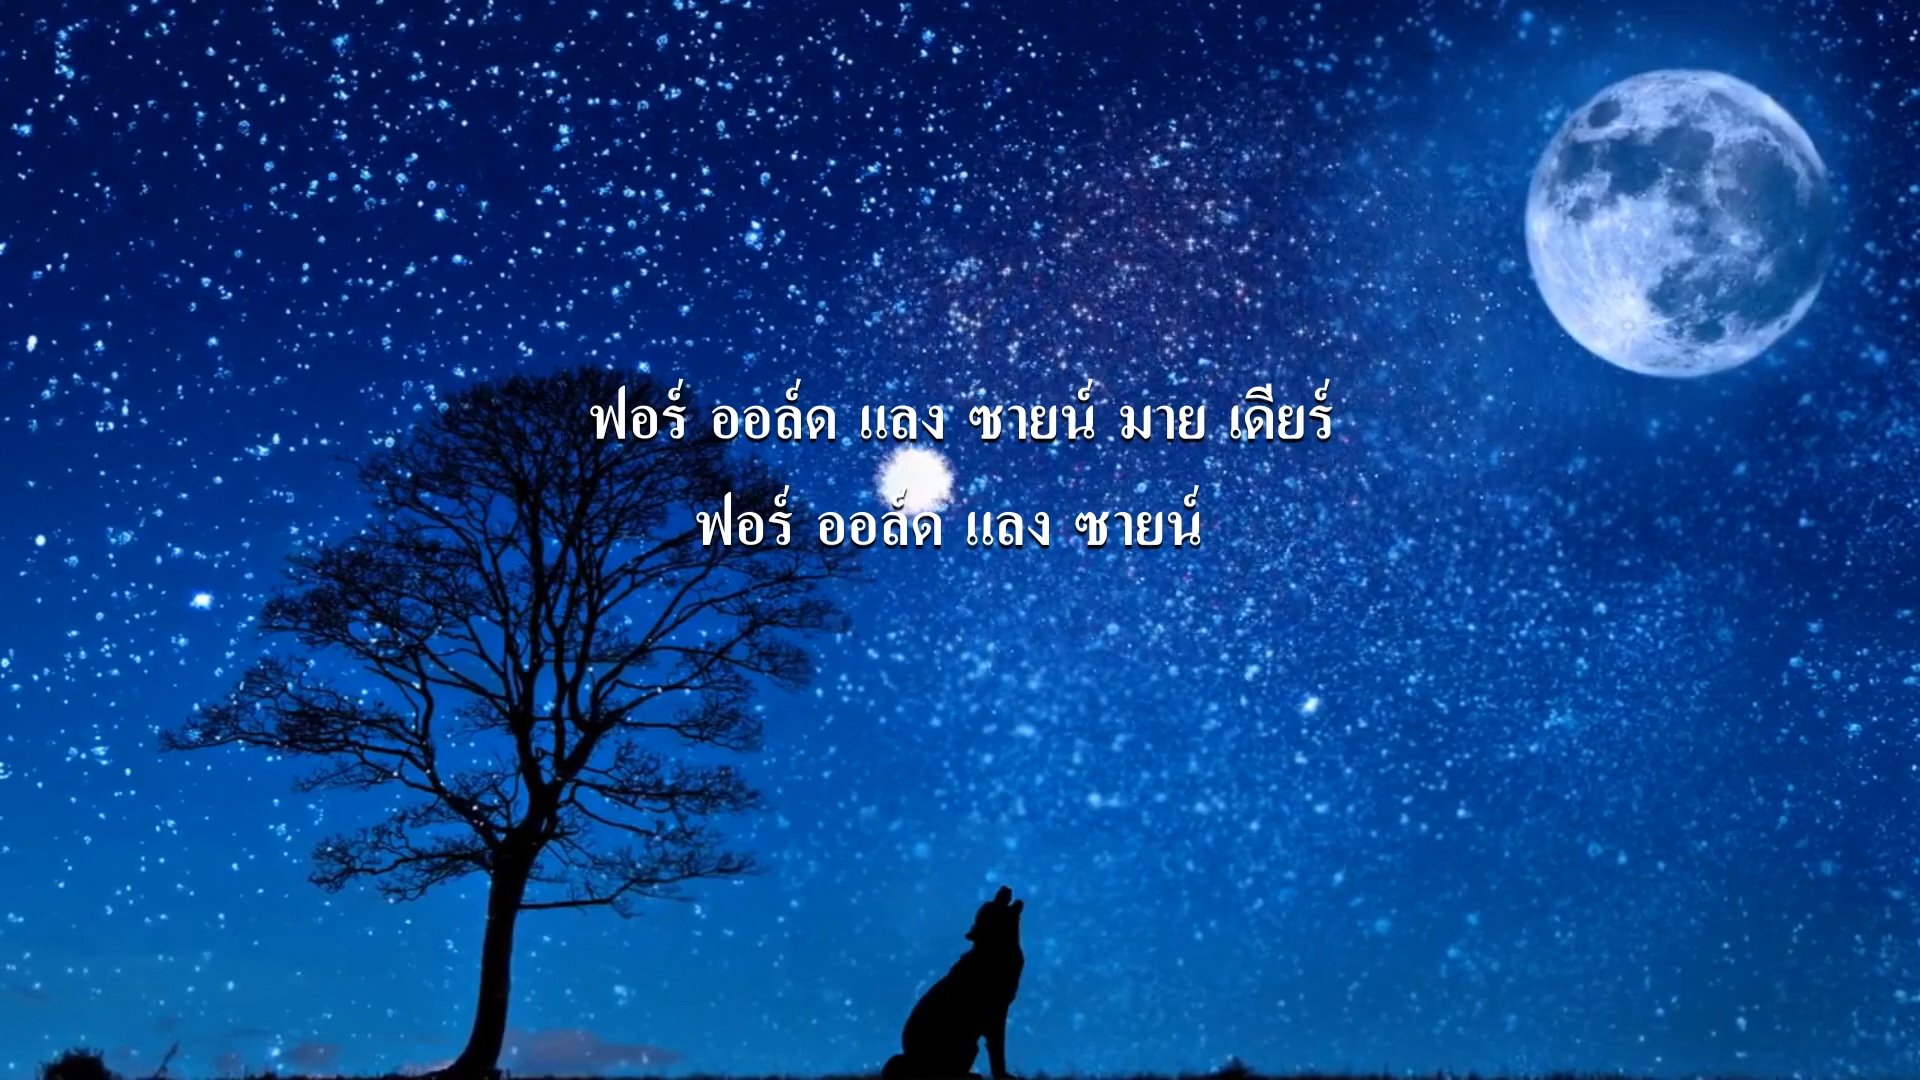 ฟอร์ ออล์ด แลง ซายน์ มาย เดียร์
ฟอร์ ออล์ด แลง ซายน์